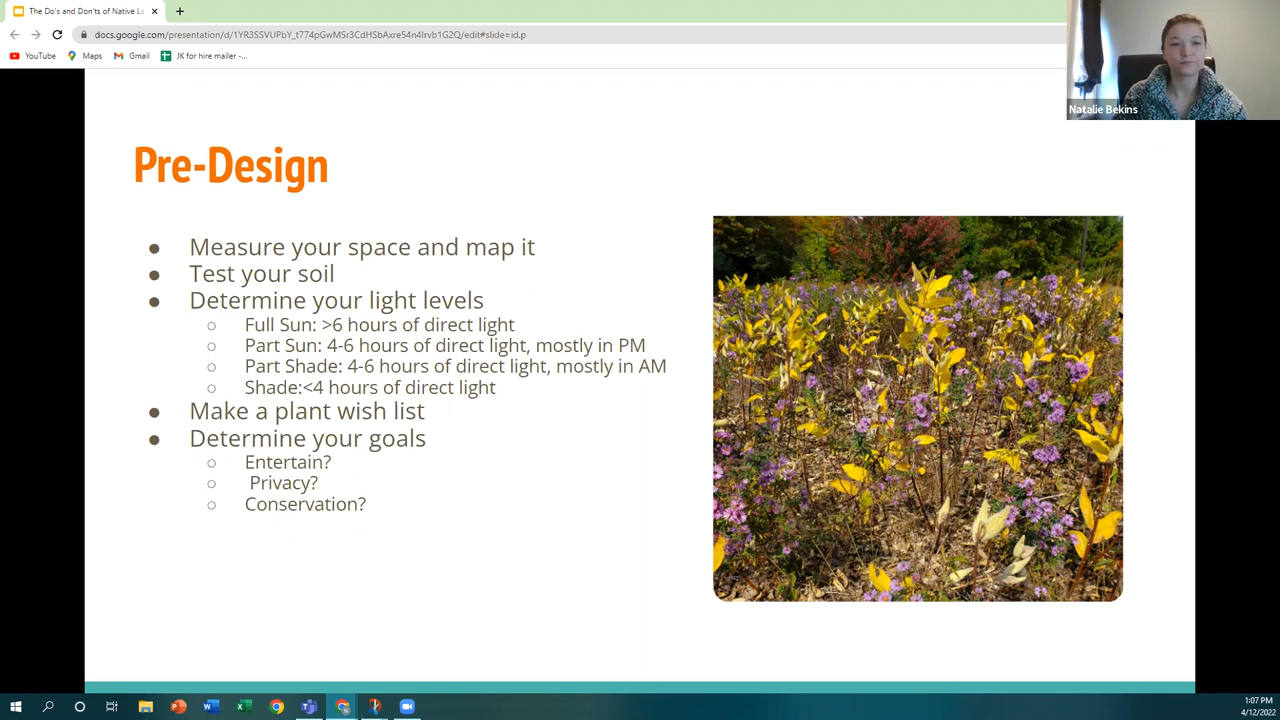 The Do's and Don'ts of Native La
docs.google.com/presentation/d/1YR3SSVUPbY_t774pGwMSr3CdHSbAxre54n4lrvb1G2Q/edit#slide=id.p
YouTube
Maps
Gmail
JK for hire mailer -...
Natalie Bekins
Pre-Design
● Measure your space and map it
● Test your soil
● Determine your light levels
○ Full Sun: >6 hours of direct light
○ Part Sun: 4-6 hours of direct light, mostly in PM
○ Part Shade: 4-6 hours of direct light, mostly in AM
○ Shade:<4 hours of direct light
● Make a plant wish list
● Determine your goals
○ Entertain?
○ Privacy?
○ Conservation?
1:07 PM
4/12/2022